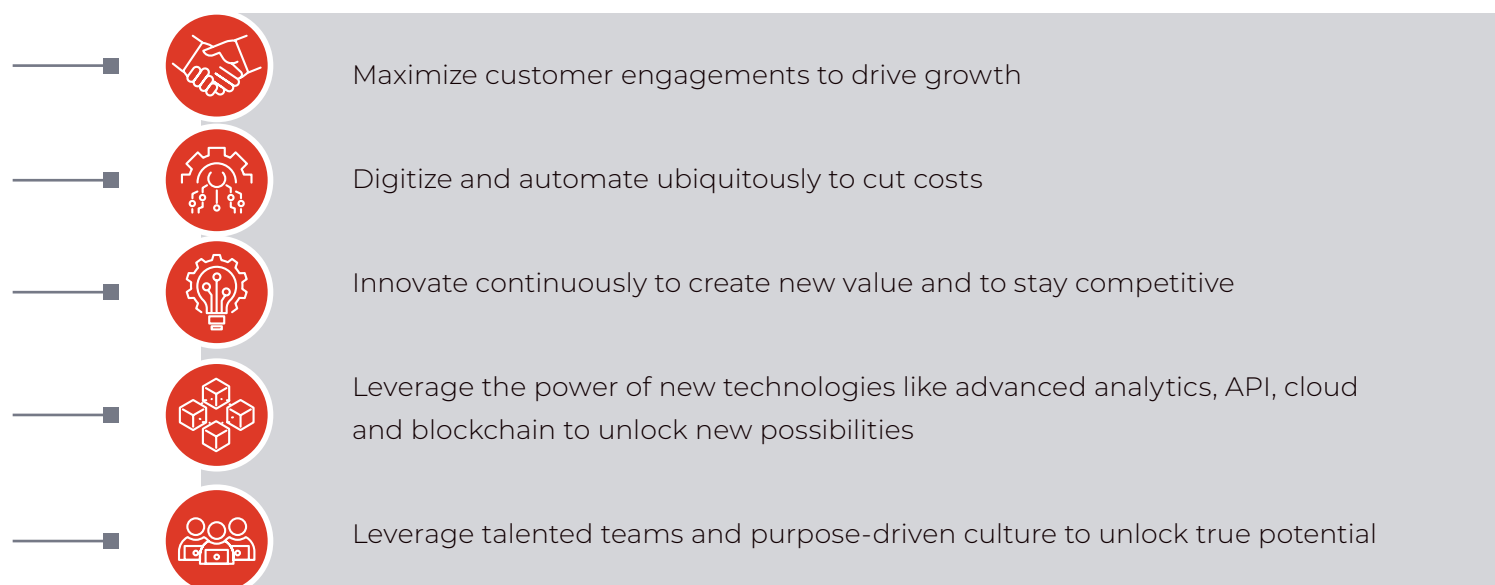 Maximize customer engagements to drive growth
Digitize and automate ubiquitously to cut costs
Innovate continuously to create new value and to stay competitive
Leverage the power of new technologies like advanced analytics, API, cloud
and blockchain to unlock new possibilities
Leverage talented teams and purpose-driven culture to unlock true potential